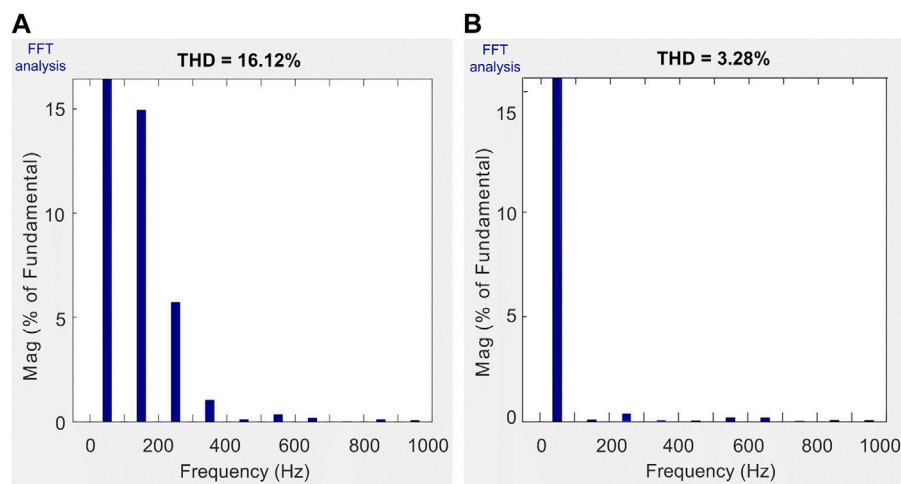 A
FFT
analysis
THD = 16.12%
15
10
5
0
Mag (% of Fundamental)
0 200 400 600 800 1000
Frequency (Hz)
B
FFT
analysis
THD = 3.28%
15
10
5
0
Mag (% of Fundamental)
0 200 400 600 800 1000
Frequency (Hz)